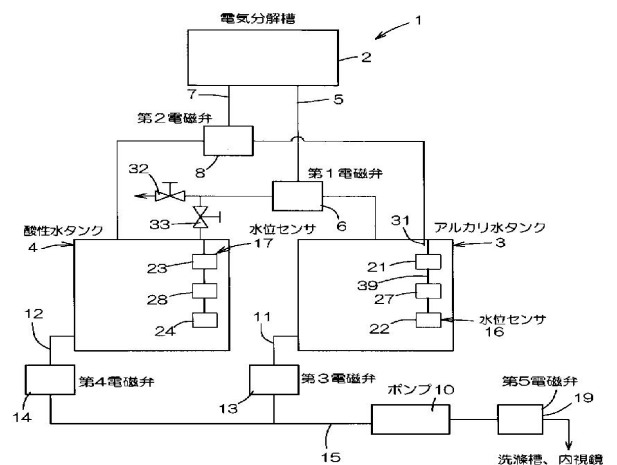 電気分解槽
1
2
7
5
第2電磁弁
8
第1電磁弁
32
6
33
31
酸性水タンク
4
水位センサ
17
アルカリ水タンク
3
23
21
39
28
27
24
22
水位センサ
16
12
11
第4電磁弁
14
第3電磁弁
13
ポンプ10
第5電磁弁
19
15
洗滌槽、内視鏡